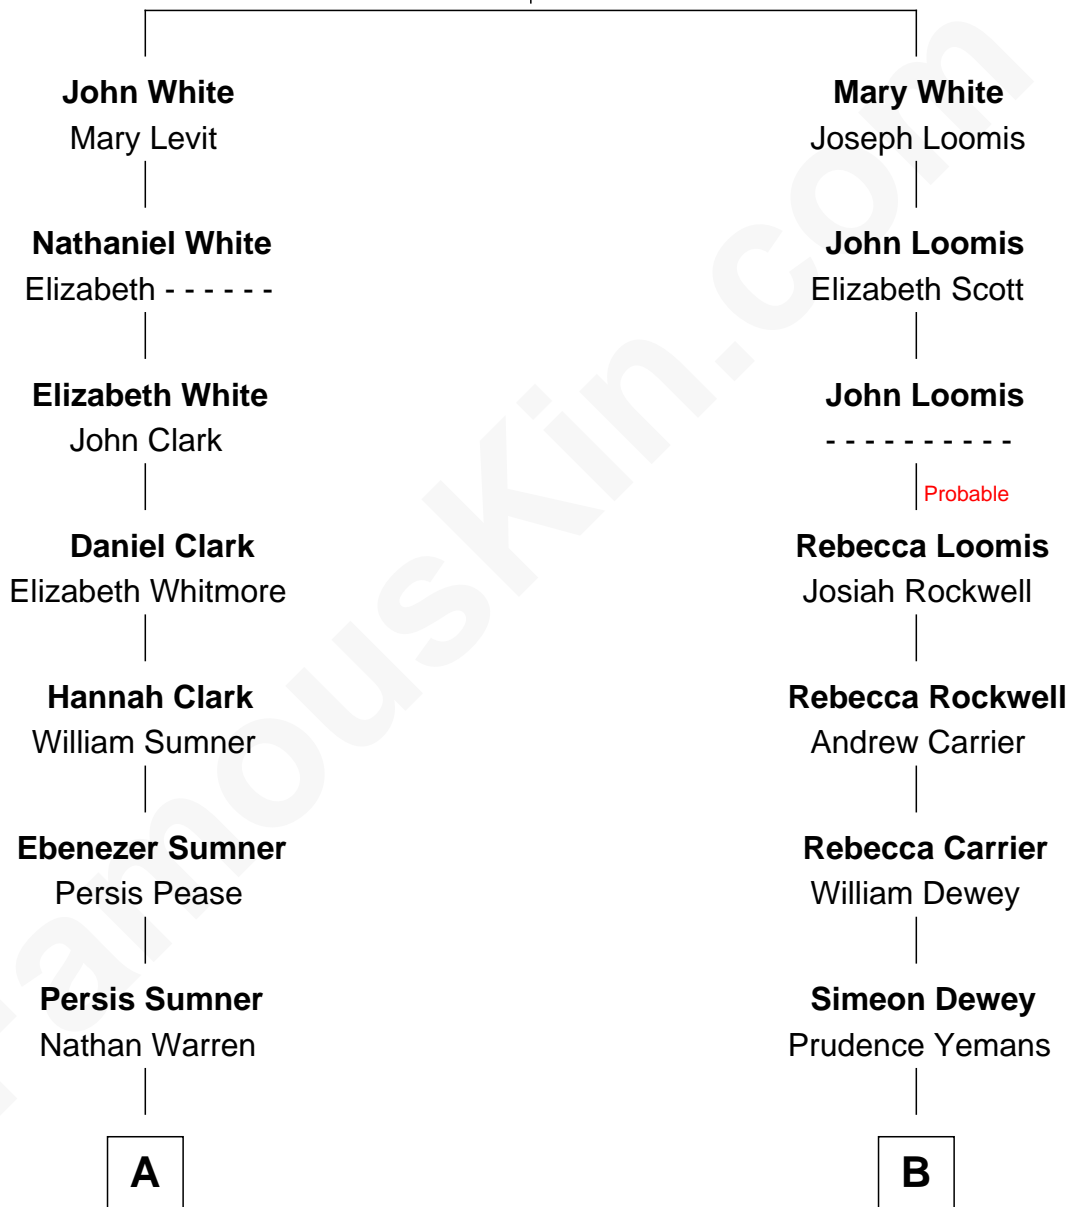 John White
Mary Levit
Mary White
Joseph Loomis
Nathaniel White
Elizabeth - - - - - -
John Loomis
Elizabeth Scott
Elizabeth White
John Clark
John Loomis
- - - - - - - - - -
Probable
Daniel Clark
Elizabeth Whitmore
Rebecca Loomis
Josiah Rockwell
Hannah Clark
William Sumner
Rebecca Rockwell
Andrew Carrier
Ebenezer Sumner
Persis Pease
Rebecca Carrier
William Dewey
Persis Sumner
Nathan Warren
Simeon Dewey
Prudence Yemans
A
B
FamousKin.com